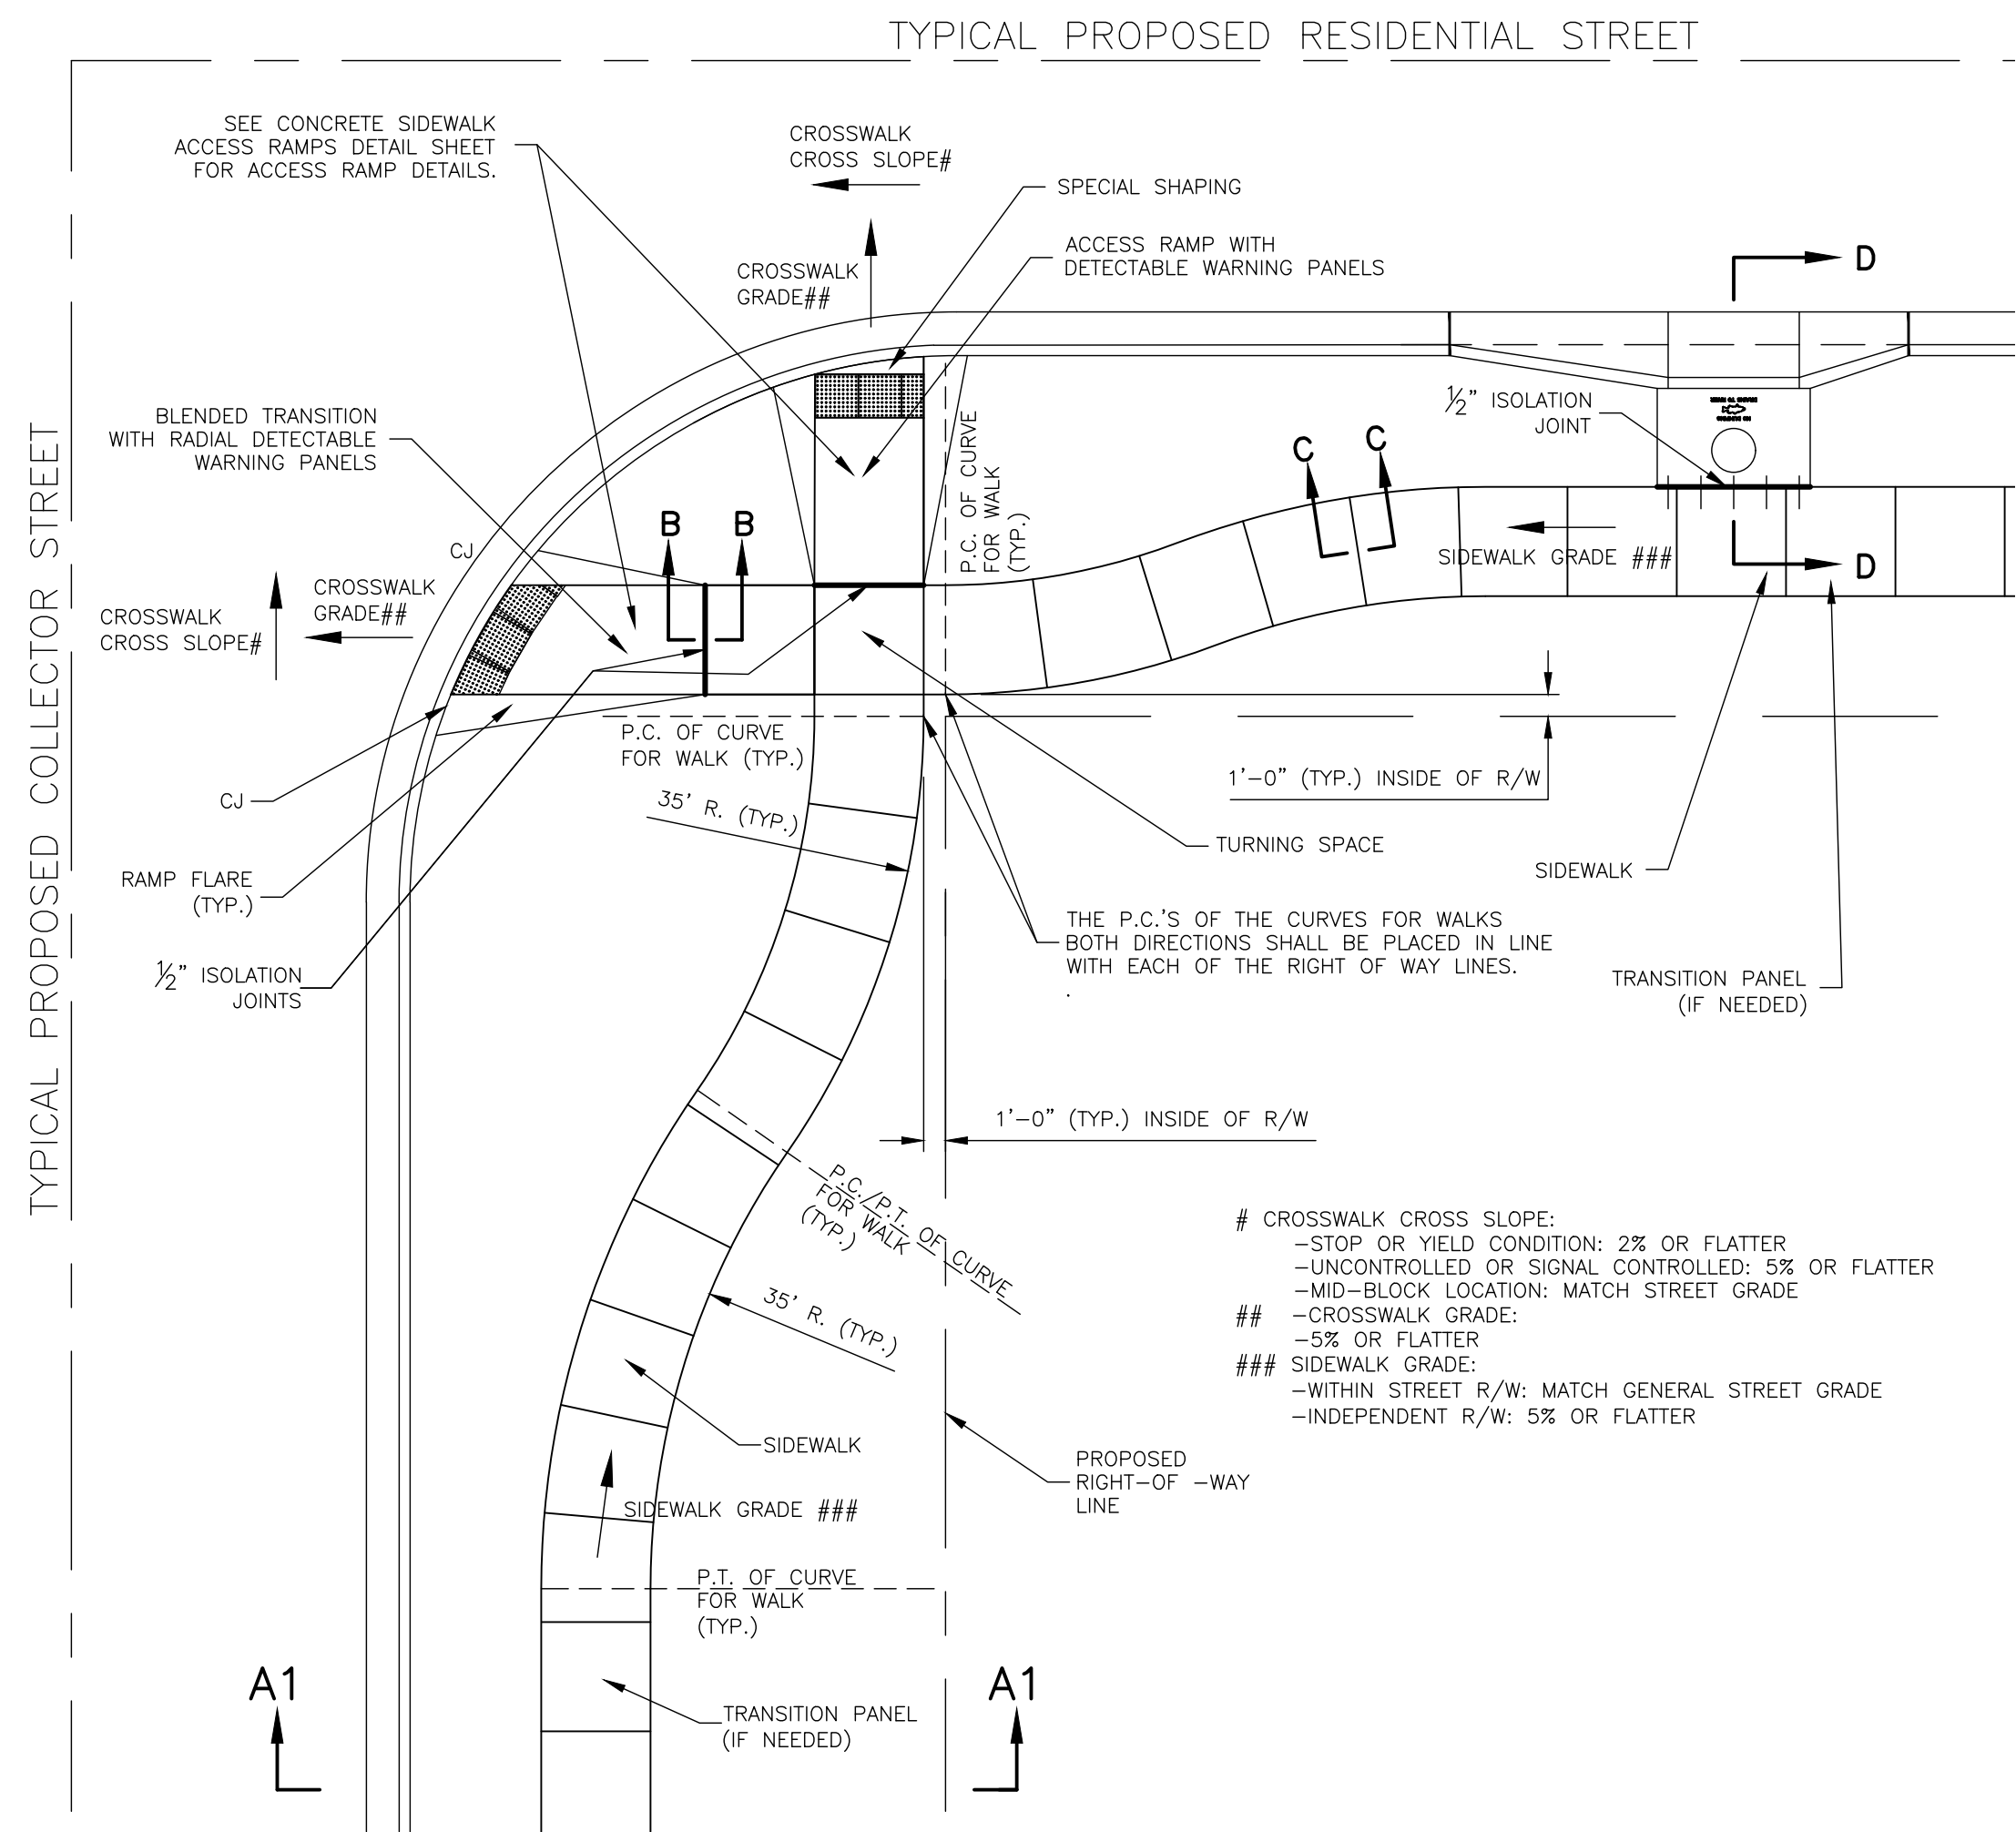 TYPICAL PROPOSED RESIDENTIAL STREET
SEE CONCRETE SIDEWALK
ACCESS RAMPS DETAIL SHEET
FOR ACCESS RAMP DETAILS.
CROSSWALK
CROSS SLOPE#
SPECIAL SHAPING
ACCESS RAMP WITH
DETECTABLE WARNING PANELS
CROSSWALK
GRADE##
D
BLENDED TRANSITION
WITH RADIAL DETECTABLE
WARNING PANELS
½" ISOLATION
JOINT
P.C. OF CURVE
FOR WALK
(TYP.)
C
C
B
B
CJ
SIDEWALK GRADE ###
D
CROSSWALK
GRADE##
CROSSWALK
CROSS SLOPE#
TYPICAL PROPOSED COLLECTOR STREET
P.C. OF CURVE
FOR WALK (TYP.)
1'-0" (TYP.) INSIDE OF R/W
CJ
35' R. (TYP.)
TURNING SPACE
SIDEWALK
RAMP FLARE
(TYP.)
THE P.C.'S OF THE CURVES FOR WALKS
BOTH DIRECTIONS SHALL BE PLACED IN LINE
WITH EACH OF THE RIGHT OF WAY LINES.
.
½" ISOLATION
JOINTS
TRANSITION PANEL
(IF NEEDED)
1'-0" (TYP.) INSIDE OF R/W
P.C./P.T. OF CURVE
FOR WALK
(TYP.)
# CROSSWALK CROSS SLOPE:
-STOP OR YIELD CONDITION: 2% OR FLATTER
-UNCONTROLLED OR SIGNAL CONTROLLED: 5% OR FLATTER
-MID-BLOCK LOCATION: MATCH STREET GRADE
## -CROSSWALK GRADE:
-5% OR FLATTER
### SIDEWALK GRADE:
-WITHIN STREET R/W: MATCH GENERAL STREET GRADE
-INDEPENDENT R/W: 5% OR FLATTER
35' R. (TYP.)
SIDEWALK
PROPOSED
RIGHT-OF -WAY
LINE
SIDEWALK GRADE ###
P.T. OF CURVE
FOR WALK
(TYP.)
A1
A1
TRANSITION PANEL
(IF NEEDED)